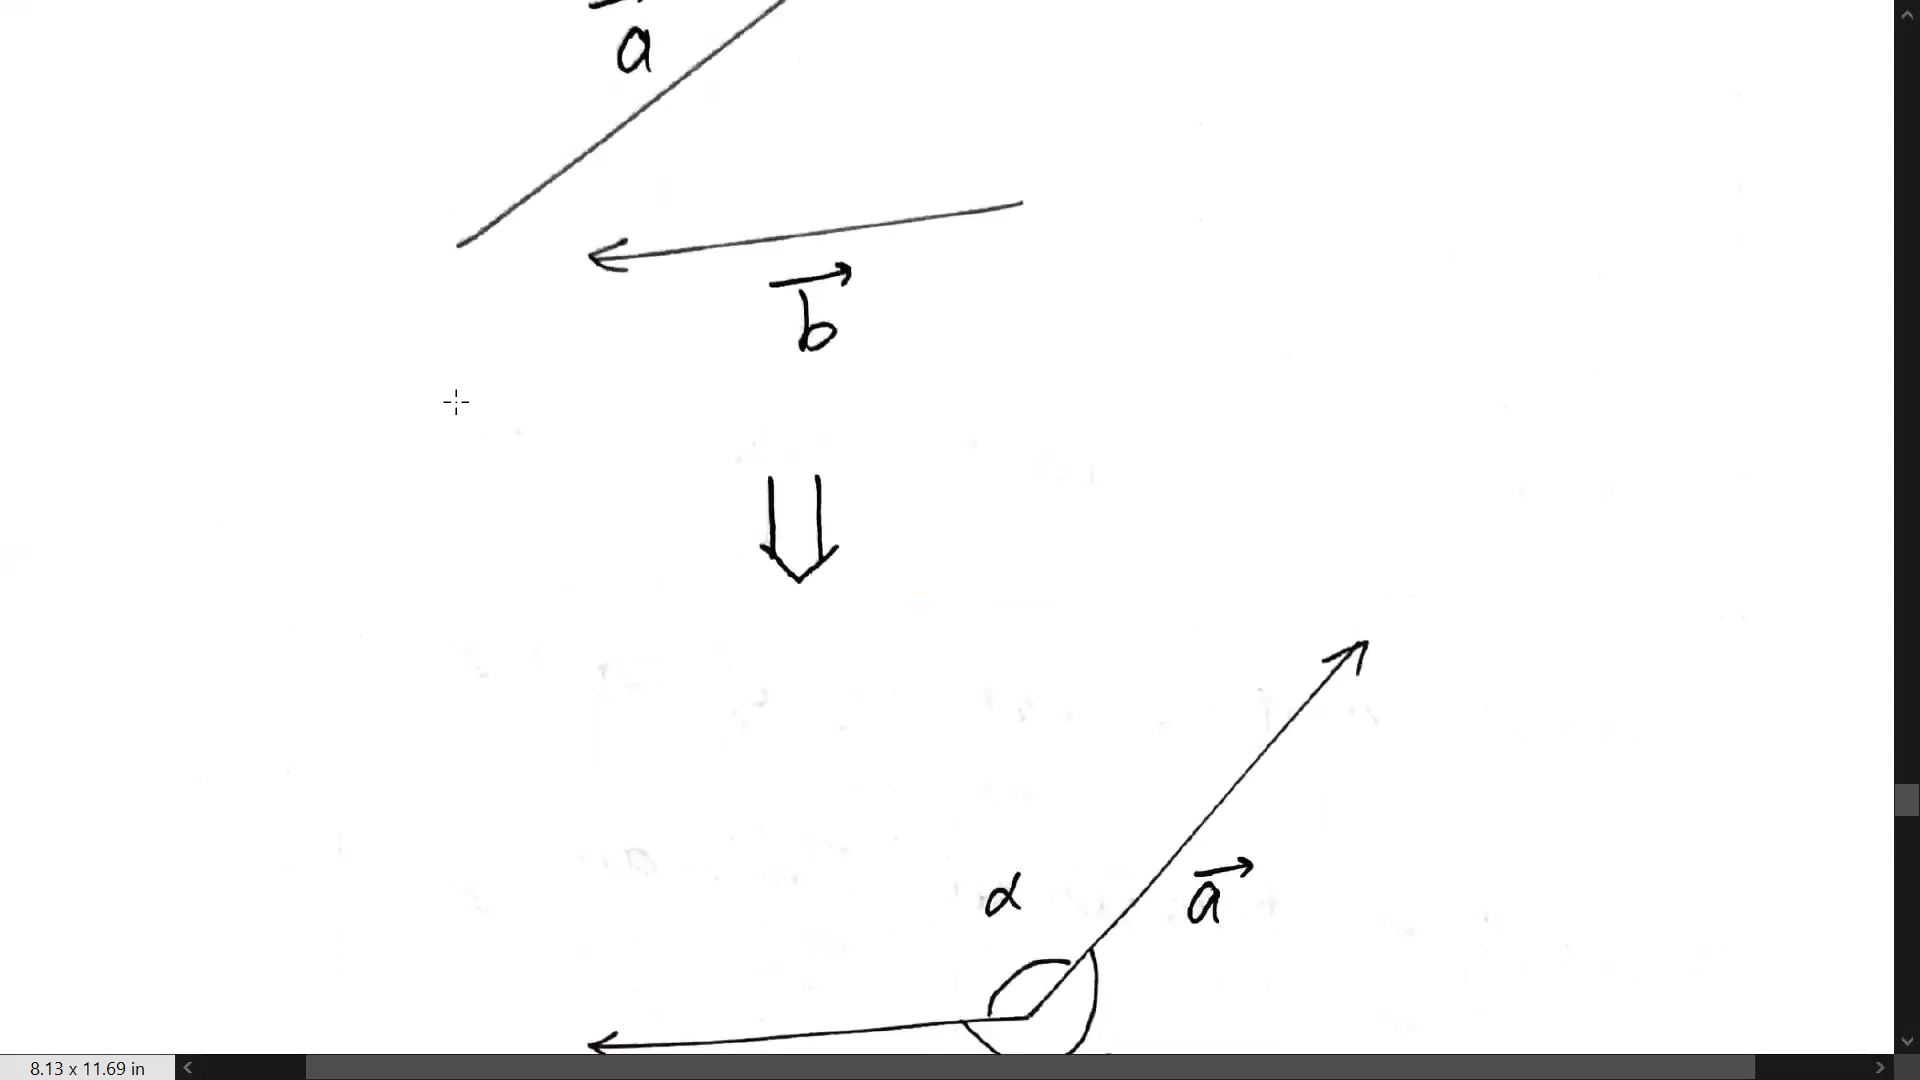 a
b
α
a
8.13 x 11.69 in